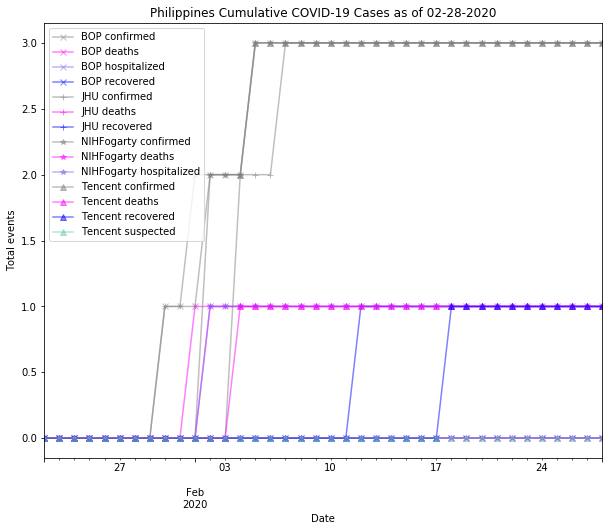 Philippines Cumulative COVID-19 Cases as of 02-28-2020
BOP confirmed
BOP deaths
BOP hospitalized
BOP recovered
JHU confirmed
JHU deaths
JHU recovered
NIHFogarty confirmed
NIHFogarty deaths
NIHFogarty hospitalized
Tencent confirmed
Tencent deaths
Tencent recovered
Tencent suspected
3.0
2.5
2.0
1.5
1.0
0.5
0.0
Total events
27 03 10 17 24
Feb
2020
Date